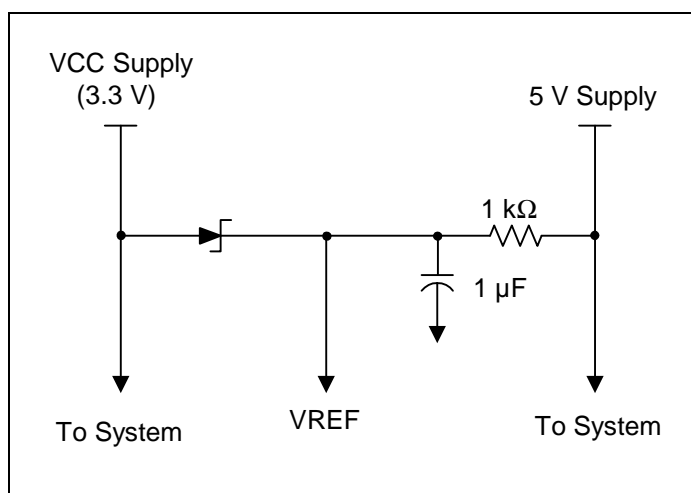 VCC Supply
(3.3 V)
5 V Supply
1 kΩ
1 µF
To System
VREF
To System